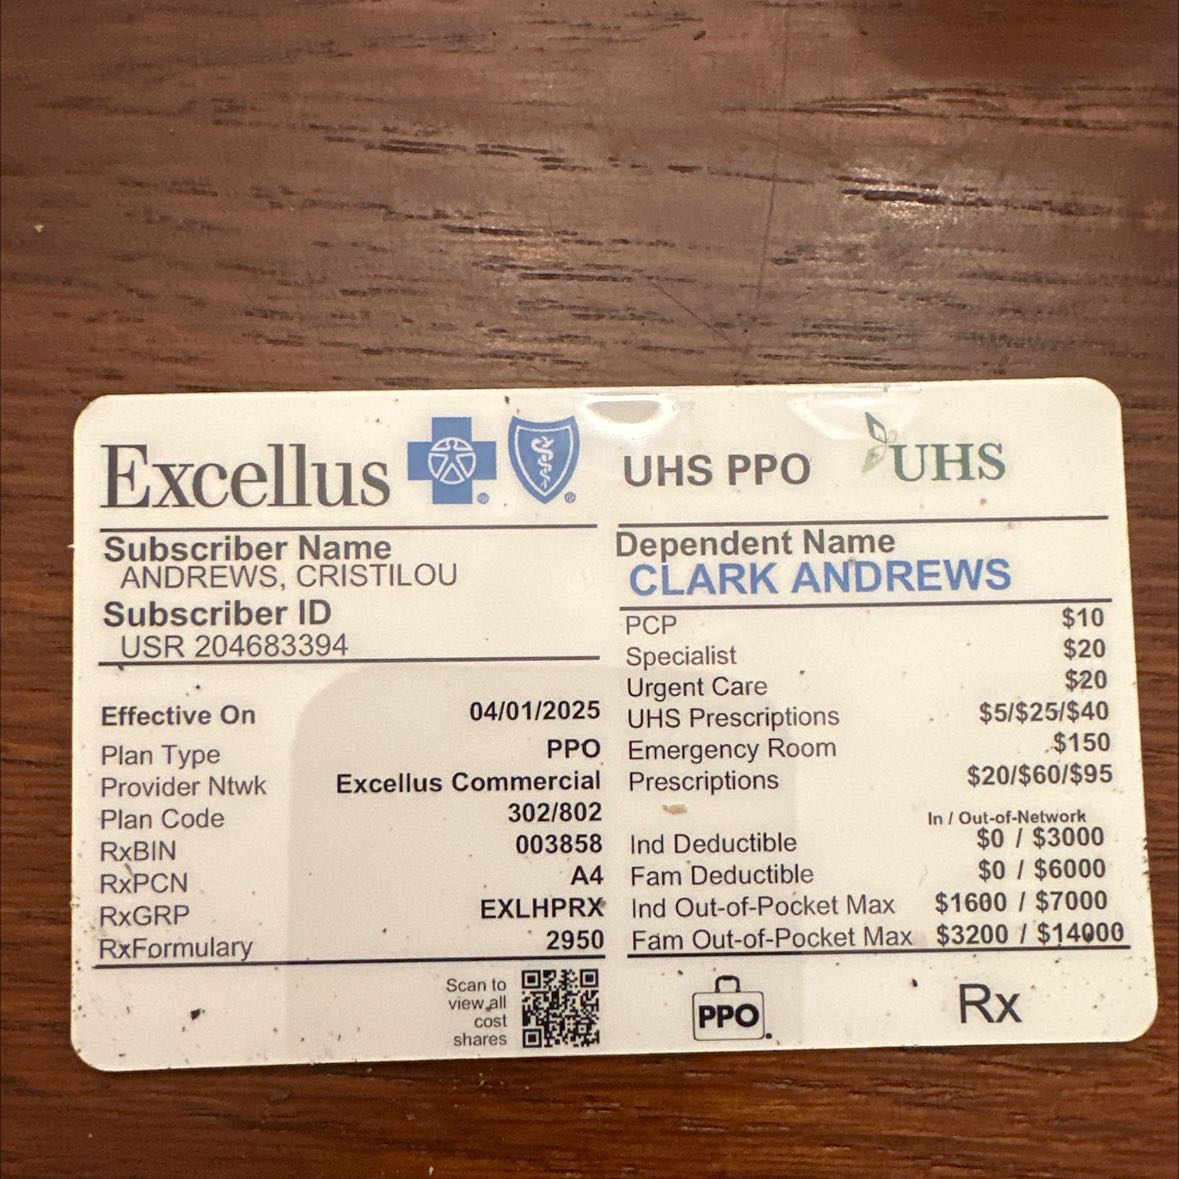 Excellus
UHS PPO
UHS
Subscriber Name
ANDREWS, CRISTILOU
Subscriber ID
USR 204683394
Effective On 04/01/2025
Plan Type PPO
Provider Ntwk Excellus Commercial
Plan Code 302/802
RxBIN 003858
RxPCN A4
RxGRP EXLHPRX
RxFormulary 2950
Scan to
view all
cost
shares
Dependent Name
CLARK ANDREWS
PCP $10
Specialist $20
Urgent Care $20
UHS Prescriptions $5/$25/$40
Emergency Room $150
Prescriptions $20/$60/$95
In / Out-of-Network
Ind Deductible $0 / $3000
Fam Deductible $0 / $6000
Ind Out-of-Pocket Max $1600 / $7000
Fam Out-of-Pocket Max $3200 / $14000
PPO
Rx